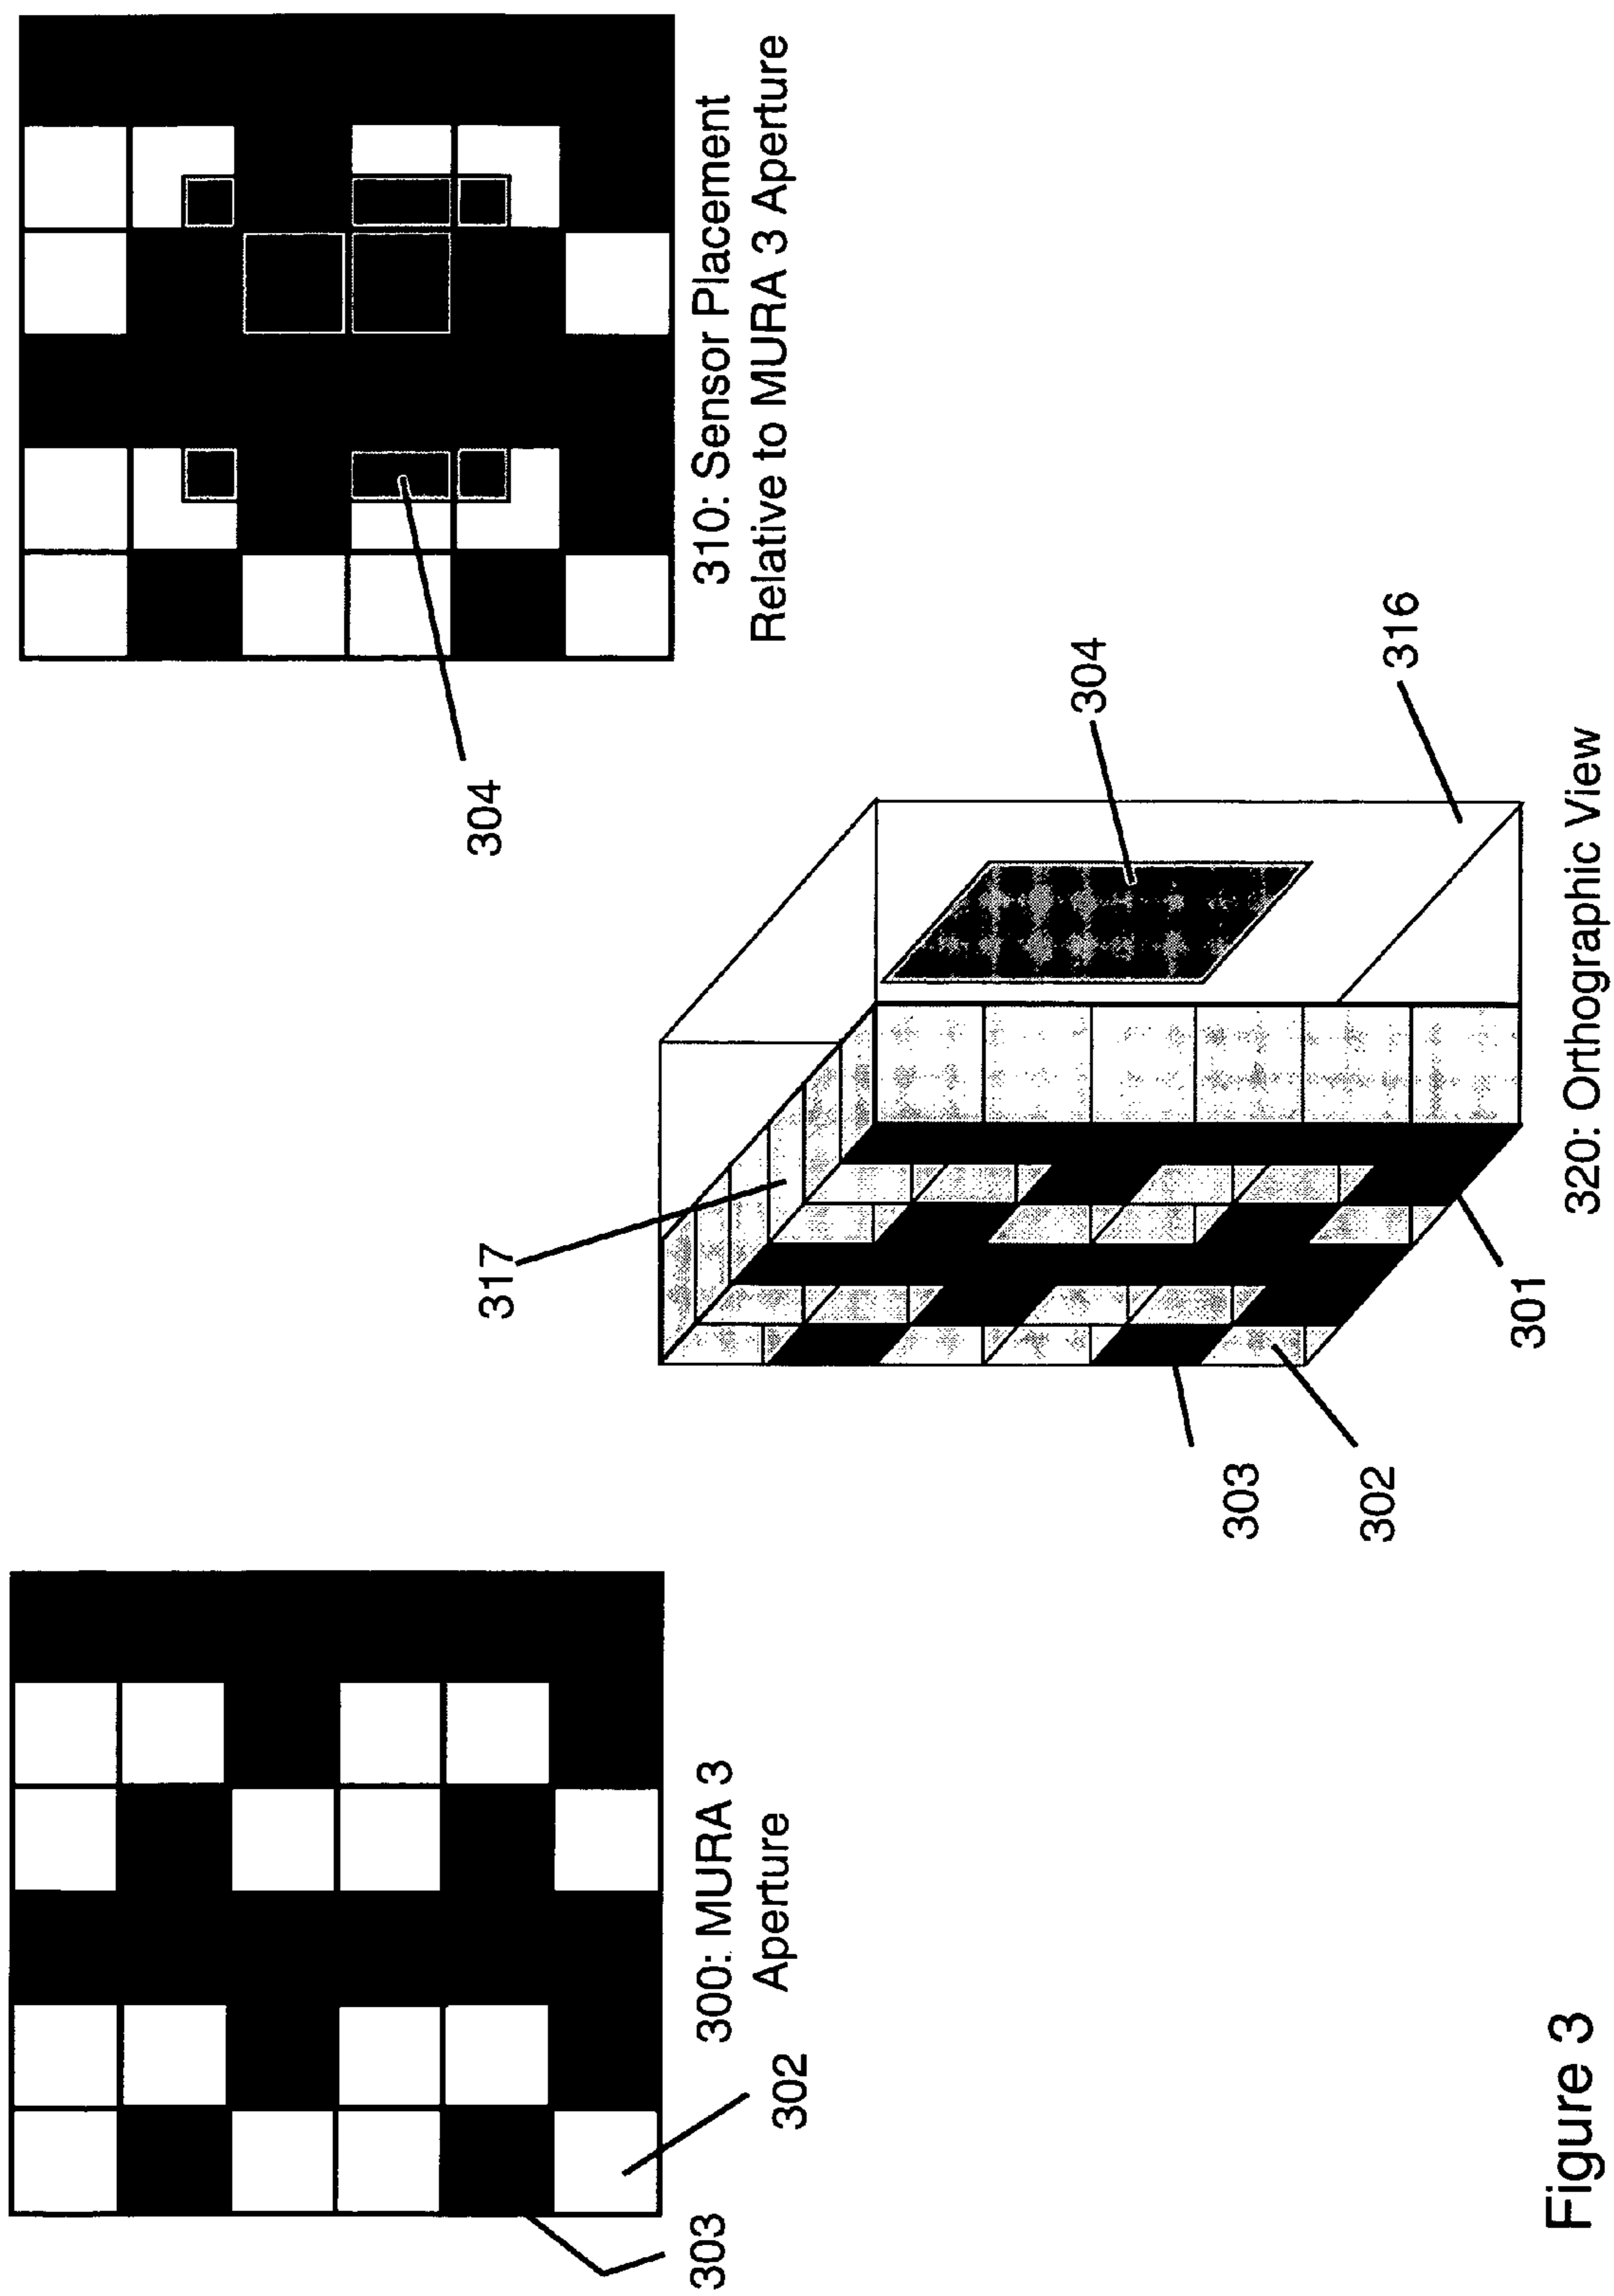 303
302
300: MURA 3
Aperture
304
310: Sensor Placement
Relative to MURA 3 Aperture
317
304
316
303
302
301
320: Orthographic View
Figure 3